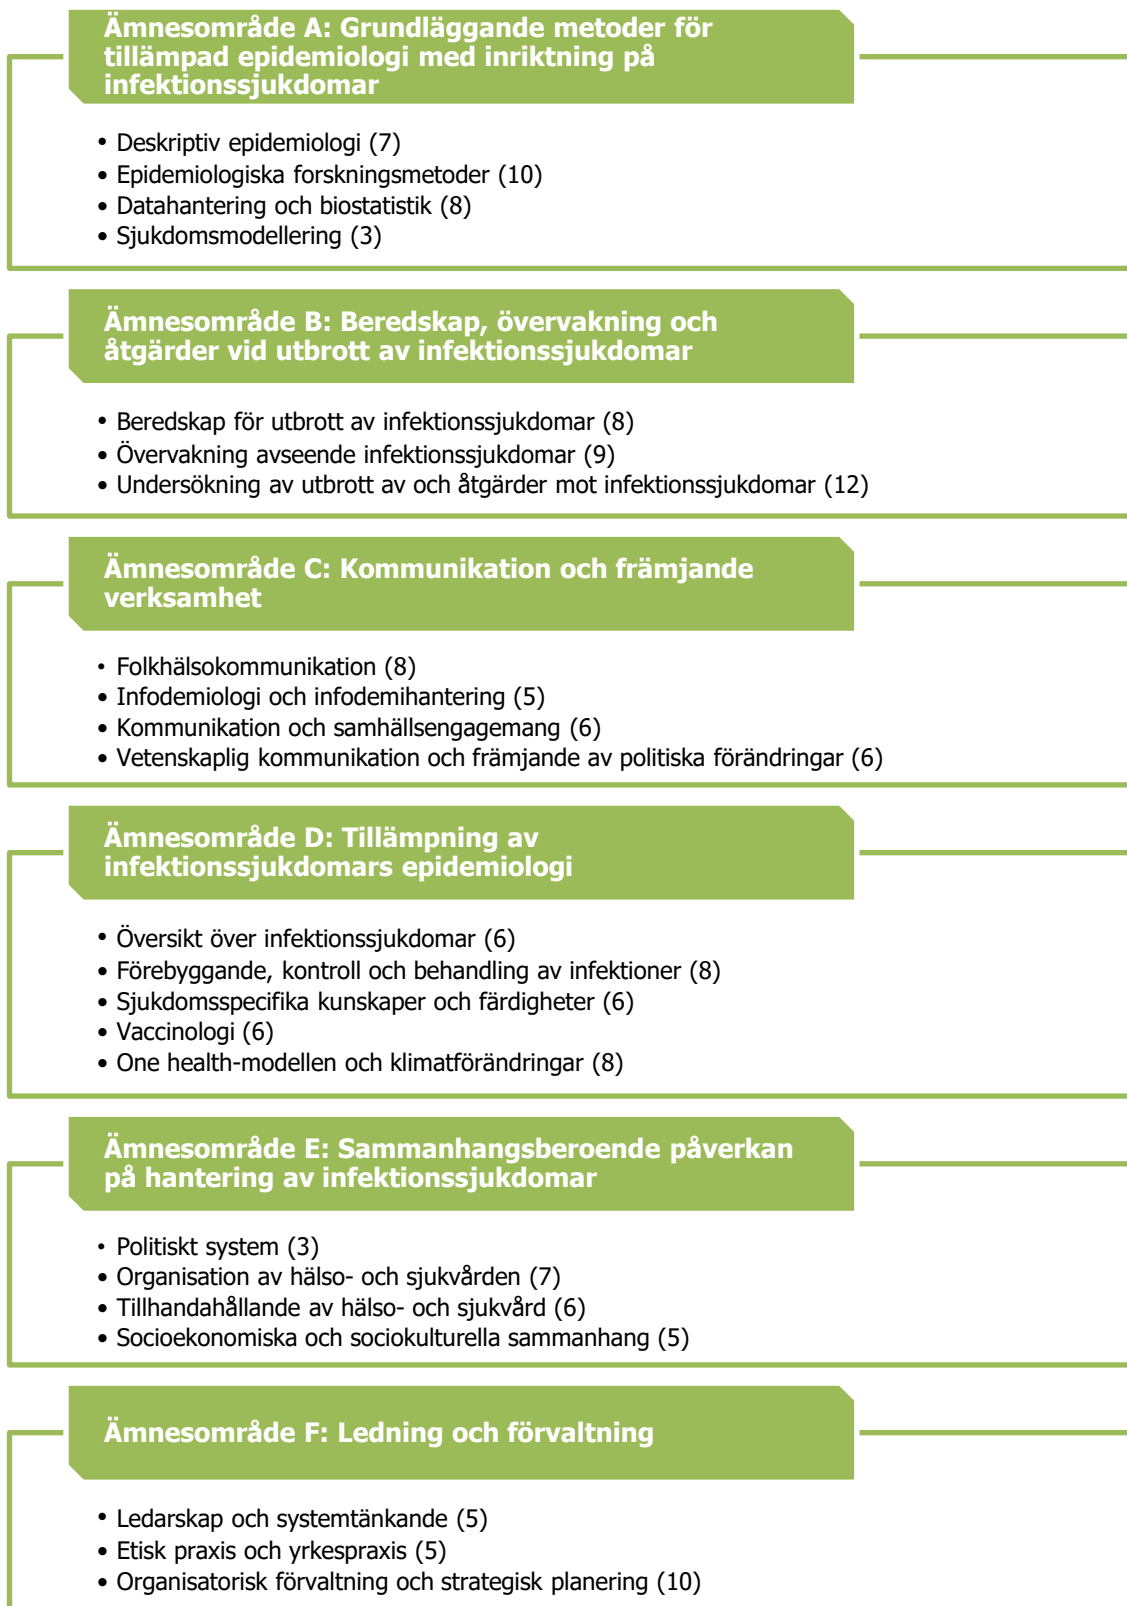 Ämnesområde A: Grundläggande metoder för
tillämpad epidemiologi med inriktning på
infektionssjukdomar
• Deskriptiv epidemiologi (7)
• Epidemiologiska forskningsmetoder (10)
• Datahantering och biostatistik (8)
• Sjukdomsmodellering (3)
Ämnesområde B: Beredskap, övervakning och
åtgärder vid utbrott av infektionssjukdomar
• Beredskap för utbrott av infektionssjukdomar (8)
• Övervakning avseende infektionssjukdomar (9)
• Undersökning av utbrott av och åtgärder mot infektionssjukdomar (12)
Ämnesområde C: Kommunikation och främjande
verksamhet
• Folkhälsokommunikation (8)
• Infodemiologi och infodemihantering (5)
• Kommunikation och samhällsengagemang (6)
• Vetenskaplig kommunikation och främjande av politiska förändringar (6)
Ämnesområde D: Tillämpning av
infektionssjukdomars epidemiologi
• Översikt över infektionssjukdomar (6)
• Förebyggande, kontroll och behandling av infektioner (8)
• Sjukdomsspecifika kunskaper och färdigheter (6)
• Vaccinologi (6)
• One health-modellen och klimatförändringar (8)
Ämnesområde E: Sammanhangsberoende påverkan
på hantering av infektionssjukdomar
• Politiskt system (3)
• Organisation av hälso- och sjukvården (7)
• Tillhandahållande av hälso- och sjukvård (6)
• Socioekonomiska och sociokulturella sammanhang (5)
Ämnesområde F: Ledning och förvaltning
• Ledarskap och systemtänkande (5)
• Etisk praxis och yrkespraxis (5)
• Organisatorisk förvaltning och strategisk planering (10)